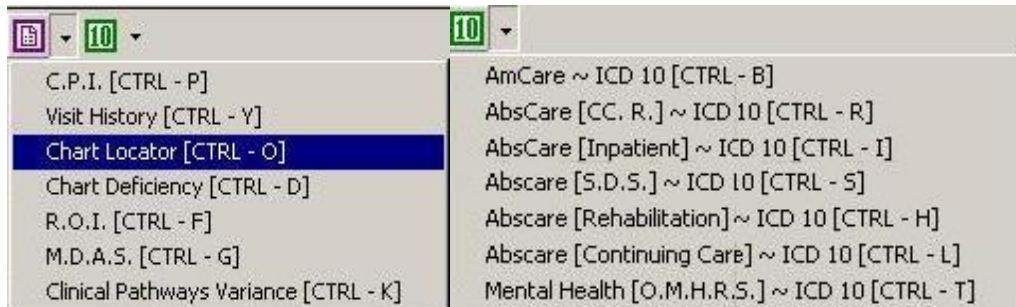 10
C.P.I. [CTRL - P]
Visit History [CTRL - Y]
Chart Locator [CTRL - O]
Chart Deficiency [CTRL - D]
R.O.I. [CTRL - F]
M.D.A.S. [CTRL - G]
Clinical Pathways Variance [CTRL - K]
10
AmCare ~ ICD 10 [CTRL - B]
AbsCare [CC. R.] ~ ICD 10 [CTRL - R]
AbsCare [Inpatient] ~ ICD 10 [CTRL - I]
Abscare [S.D.S.] ~ ICD 10 [CTRL - S]
Abscare [Rehabilitation] ~ ICD 10 [CTRL - H]
Abscare [Continuing Care] ~ ICD 10 [CTRL - L]
Mental Health [O.M.H.R.S.] ~ ICD 10 [CTRL - T]